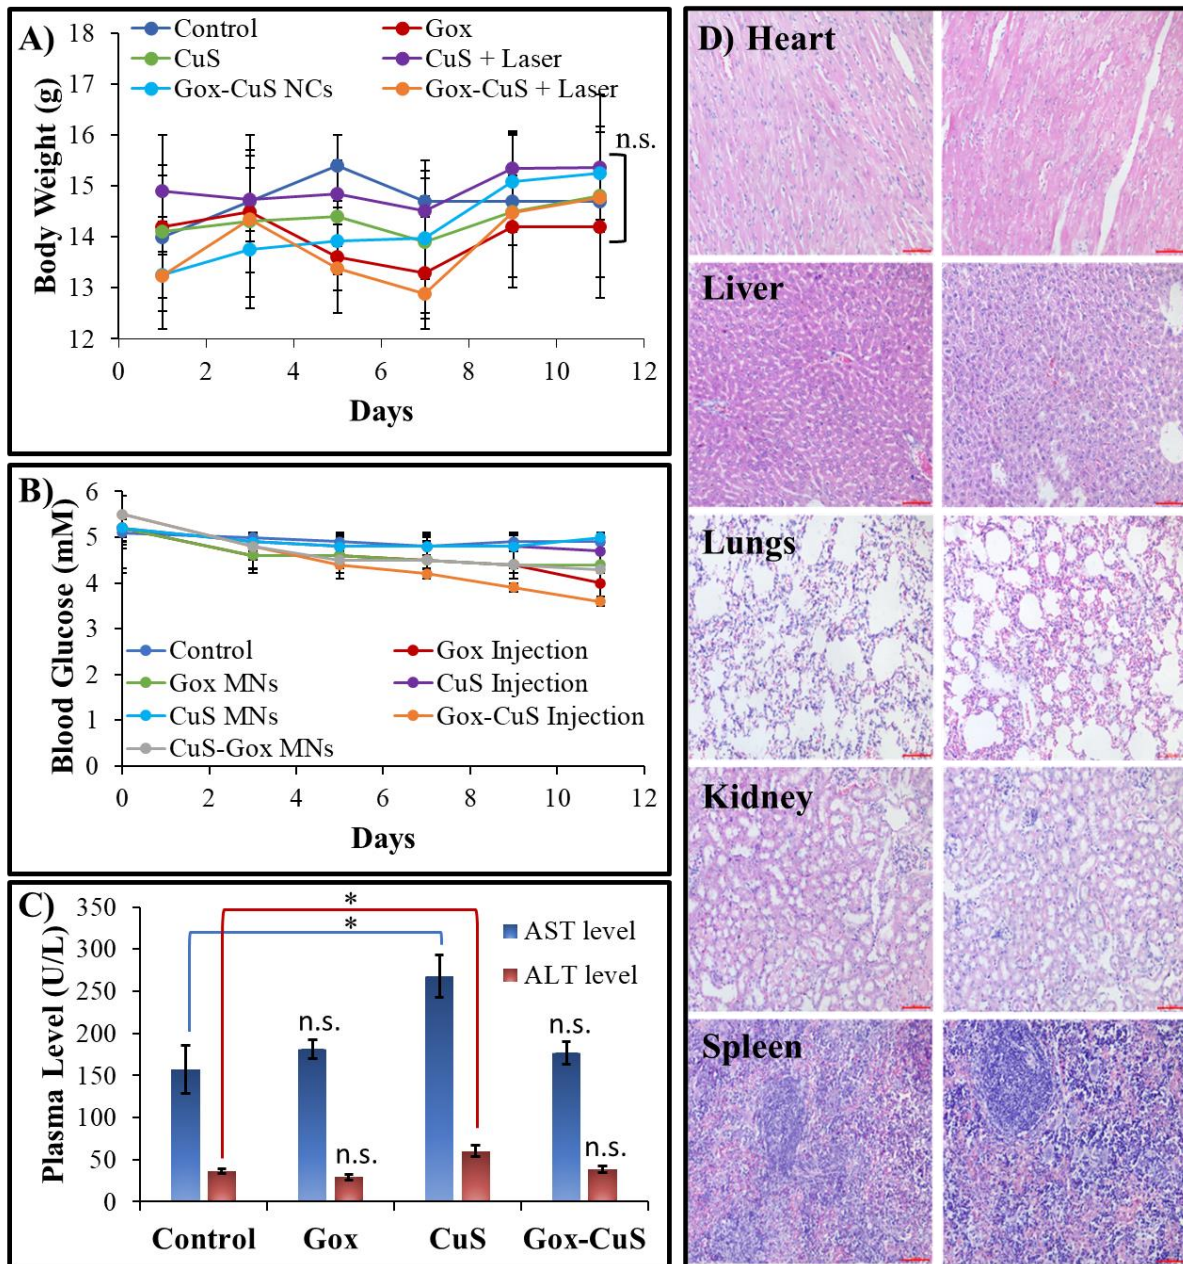 A)
Control
Gox
CuS
CuS + Laser
Gox-CuS NCs
Gox-CuS + Laser
18
17
16
15
14
13
12
n.s.
Body Weight (g)
0 2 4 6 8 10 12
Days
B)
6
5
4
3
2
1
0
Blood Glucose (mM)
Control
Gox Injection
Gox MNs
CuS Injection
CuS MNs
Gox-CuS Injection
CuS-Gox MNs
0 2 4 6 8 10 12
Days
C)
350
300
250
200
150
100
50
0
Plasma Level (U/L)
*
*
AST level
ALT level
n.s.
n.s.
n.s.
n.s.
Control Gox CuS Gox-CuS
D) Heart
Liver
Lungs
Kidney
Spleen